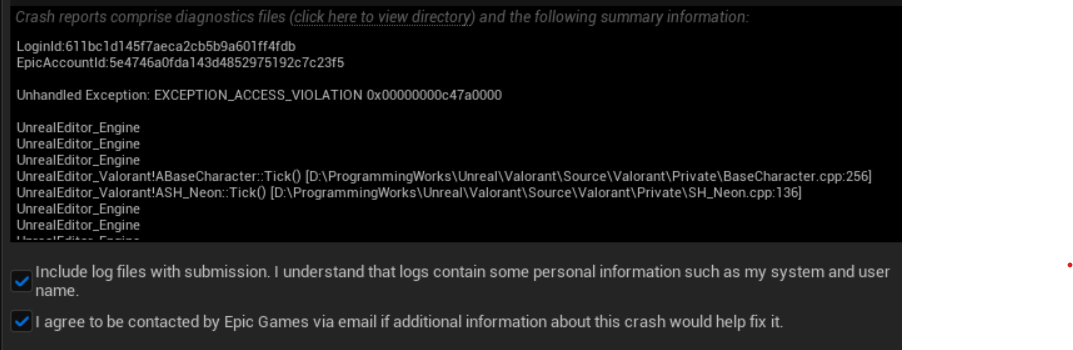 Crash reports comprise diagnostics files (click here to view directory) and the following summary information:
LoginId:611bc1d145f7aeca2cb5b9a601ff4fdb
EpicAccountId:5e4746a0fda143d4852975192c7c23f5
Unhandled Exception: EXCEPTION_ACCESS_VIOLATION 0x00000000c47a0000
UnrealEditor_Engine
UnrealEditor_Engine
UnrealEditor_Engine
UnrealEditor_Valorant!ABaseCharacter::Tick() [D:\ProgrammingWorks\Unreal\Valorant\Source\Valorant\Private\BaseCharacter.cpp:256]
UnrealEditor_Valorant!ASH_Neon::Tick() [D:\ProgrammingWorks\Unreal\Valorant\Source\Valorant\Private\SH_Neon.cpp:136]
UnrealEditor_Engine
UnrealEditor_Engine
UnrealEditor_Engine
Include log files with submission. I understand that logs contain some personal information such as my system and user
name.
I agree to be contacted by Epic Games via email if additional information about this crash would help fix it.